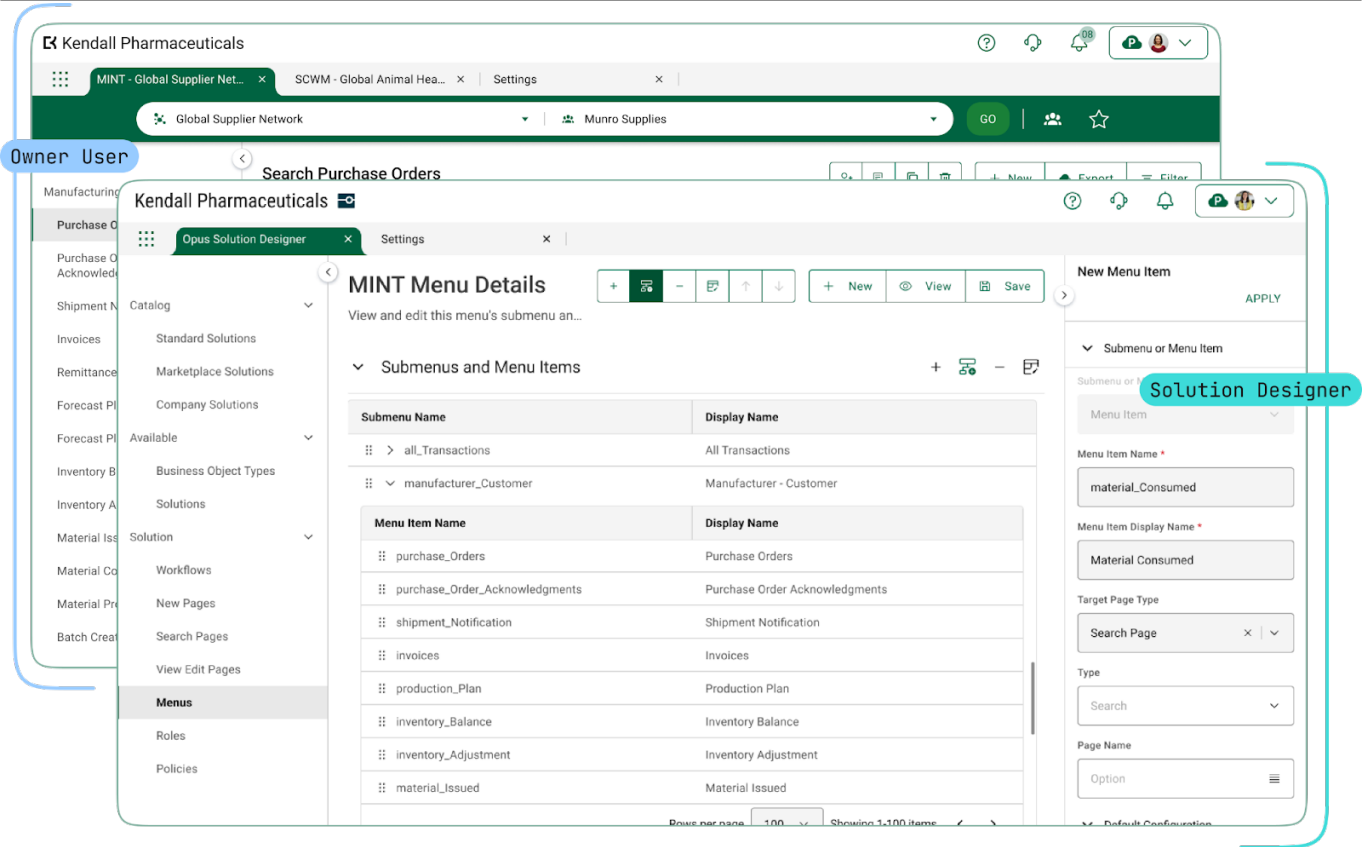 Kendall Pharmaceuticals
08
MINT - Global Supplier Net...
SCWM - Global Animal Hea...
Settings
Global Supplier Network
Munro Supplies
GO
Owner User
Search Purchase Orders
New
Export
Filter
Manufacturing
Purchase O
Purchase O
Acknowledg
Shipment N
Invoices
Remittance
Forecast Pl
Forecast Pl
Inventory B
Inventory A
Material Iss
Material Co
Material Pr
Batch Creat
Kendall Pharmaceuticals
Opus Solution Designer
Settings
Catalog
Standard Solutions
Marketplace Solutions
Company Solutions
Available
Business Object Types
Solutions
Solution
Workflows
New Pages
Search Pages
View Edit Pages
Menus
Roles
Policies
MINT Menu Details
New
View
Save
View and edit this menu's submenu an...
Submenus and Menu Items
Submenu Name
Display Name
all_Transactions
All Transactions
manufacturer_Customer
Manufacturer - Customer
Menu Item Name
Display Name
purchase_Orders
Purchase Orders
purchase_Order_Acknowledgments
Purchase Order Acknowledgments
shipment_Notification
Shipment Notification
invoices
Invoices
production_Plan
Production Plan
inventory_Balance
Inventory Balance
inventory_Adjustment
Inventory Adjustment
material_Issued
Material Issued
Rows per page
100
Showing 1-100 items
New Menu Item
APPLY
Submenu or Menu Item
Submenu or M
Solution Designer
Menu Item
Menu Item Name *
material_Consumed
Menu Item Display Name *
Material Consumed
Target Page Type
Search Page
Type
Search
Page Name
Option
Default Configuration